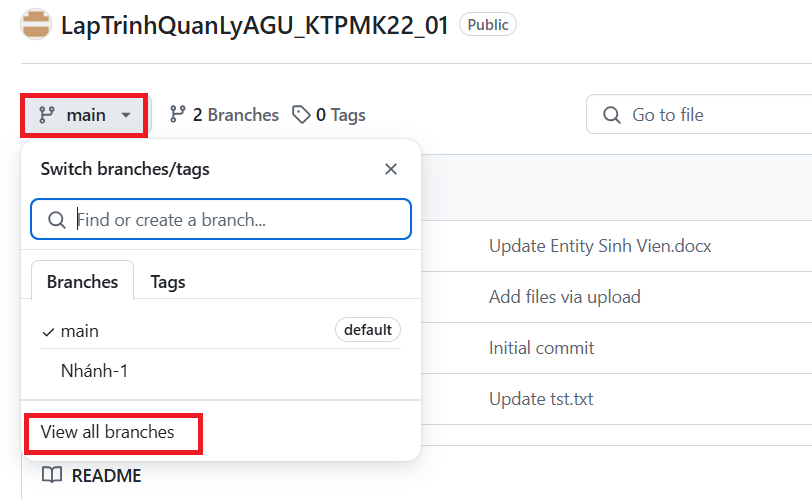 LapTrinhQuanLyAGU_KTPMK22_01 Public
main 2 Branches 0 Tags Go to file
Switch branches/tags
Find or create a branch...
Update Entity Sinh Vien.docx
Branches Tags
Add files via upload
main default
Initial commit
Nhánh-1
Update tst.txt
View all branches
README